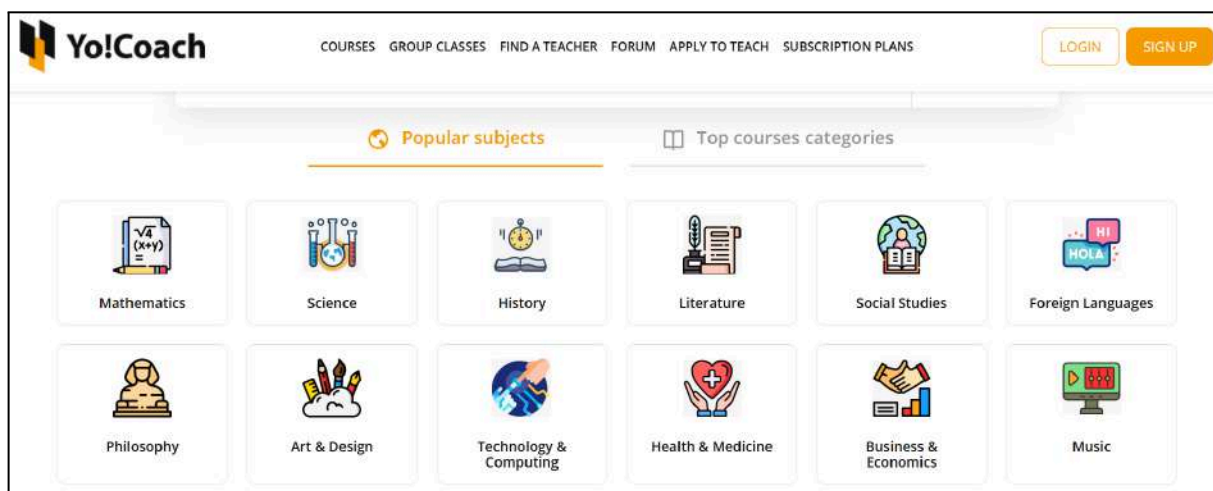 Yo!Coach
COURSES GROUP CLASSES FIND A TEACHER FORUM APPLY TO TEACH SUBSCRIPTION PLANS
LOGIN SIGN UP
Popular subjects
Top courses categories
√4
(x+y)
=
HI
HOLA
Mathematics
Science
History
Literature
Social Studies
Foreign Languages
Philosophy
Art & Design
Technology &
Computing
Health & Medicine
Business &
Economics
Music